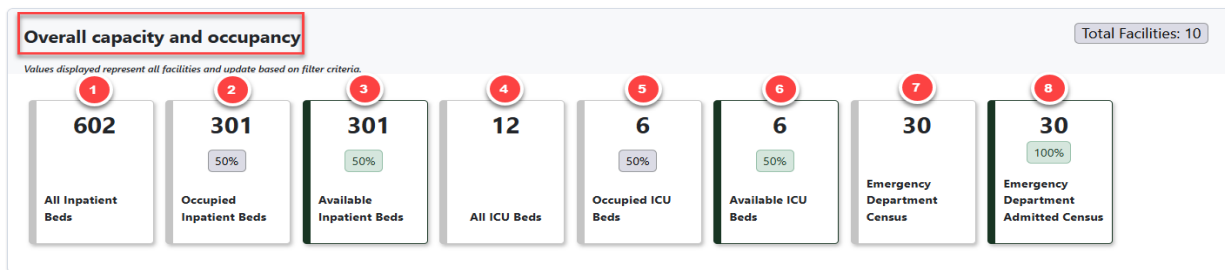 Overall capacity and occupancy
Total Facilities: 10
Values displayed represent all facilities and update based on filter criteria.
1
2
3
4
5
6
7
8
602
301
301
12
6
6
30
30
50%
50%
50%
50%
100%
All Inpatient
Beds
Occupied
Inpatient Beds
Available
Inpatient Beds
All ICU Beds
Occupied ICU
Beds
Available ICU
Beds
Emergency
Department
Census
Emergency
Department
Admitted Census